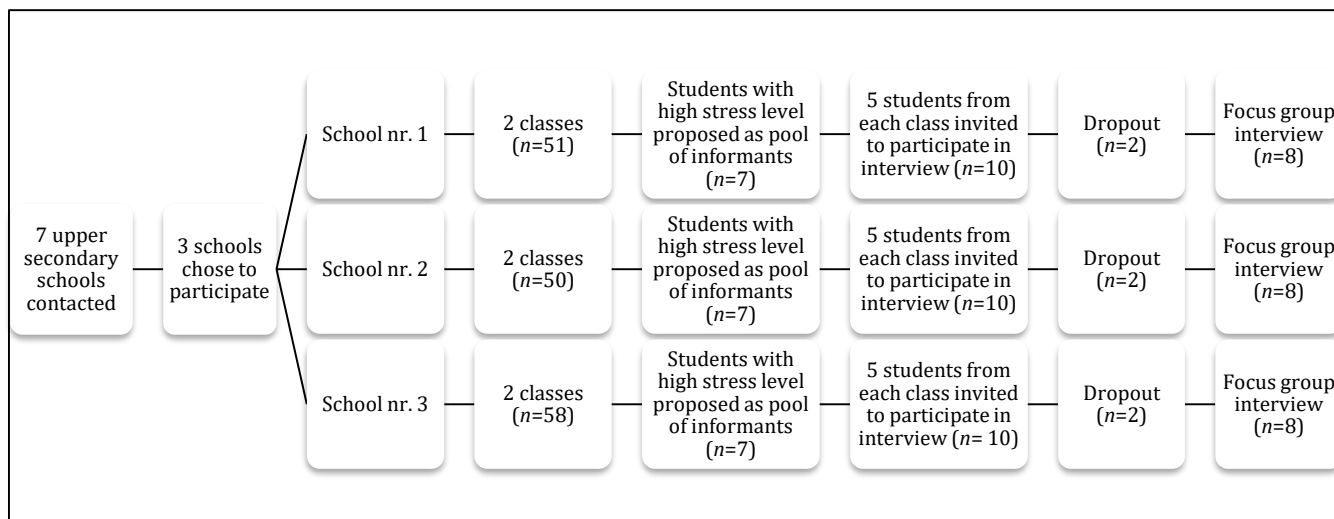 7 upper
secondary
schools
contacted
3 schools
chose to
participate
School nr. 1
2 classes
(n=51)
Students with
high stress level
proposed as pool
of informants
(n=7)
5 students from
each class invited
to participate in
interview (n=10)
Dropout
(n=2)
Focus group
interview
(n=8)
School nr. 2
2 classes
(n=50)
Students with
high stress level
proposed as pool
of informants
(n=7)
5 students from
each class invited
to participate in
interview (n=10)
Dropout
(n=2)
Focus group
interview
(n=8)
School nr. 3
2 classes
(n=58)
Students with
high stress level
proposed as pool
of informants
(n=7)
5 students from
each class invited
to participate in
interview (n= 10)
Dropout
(n=2)
Focus group
interview
(n=8)